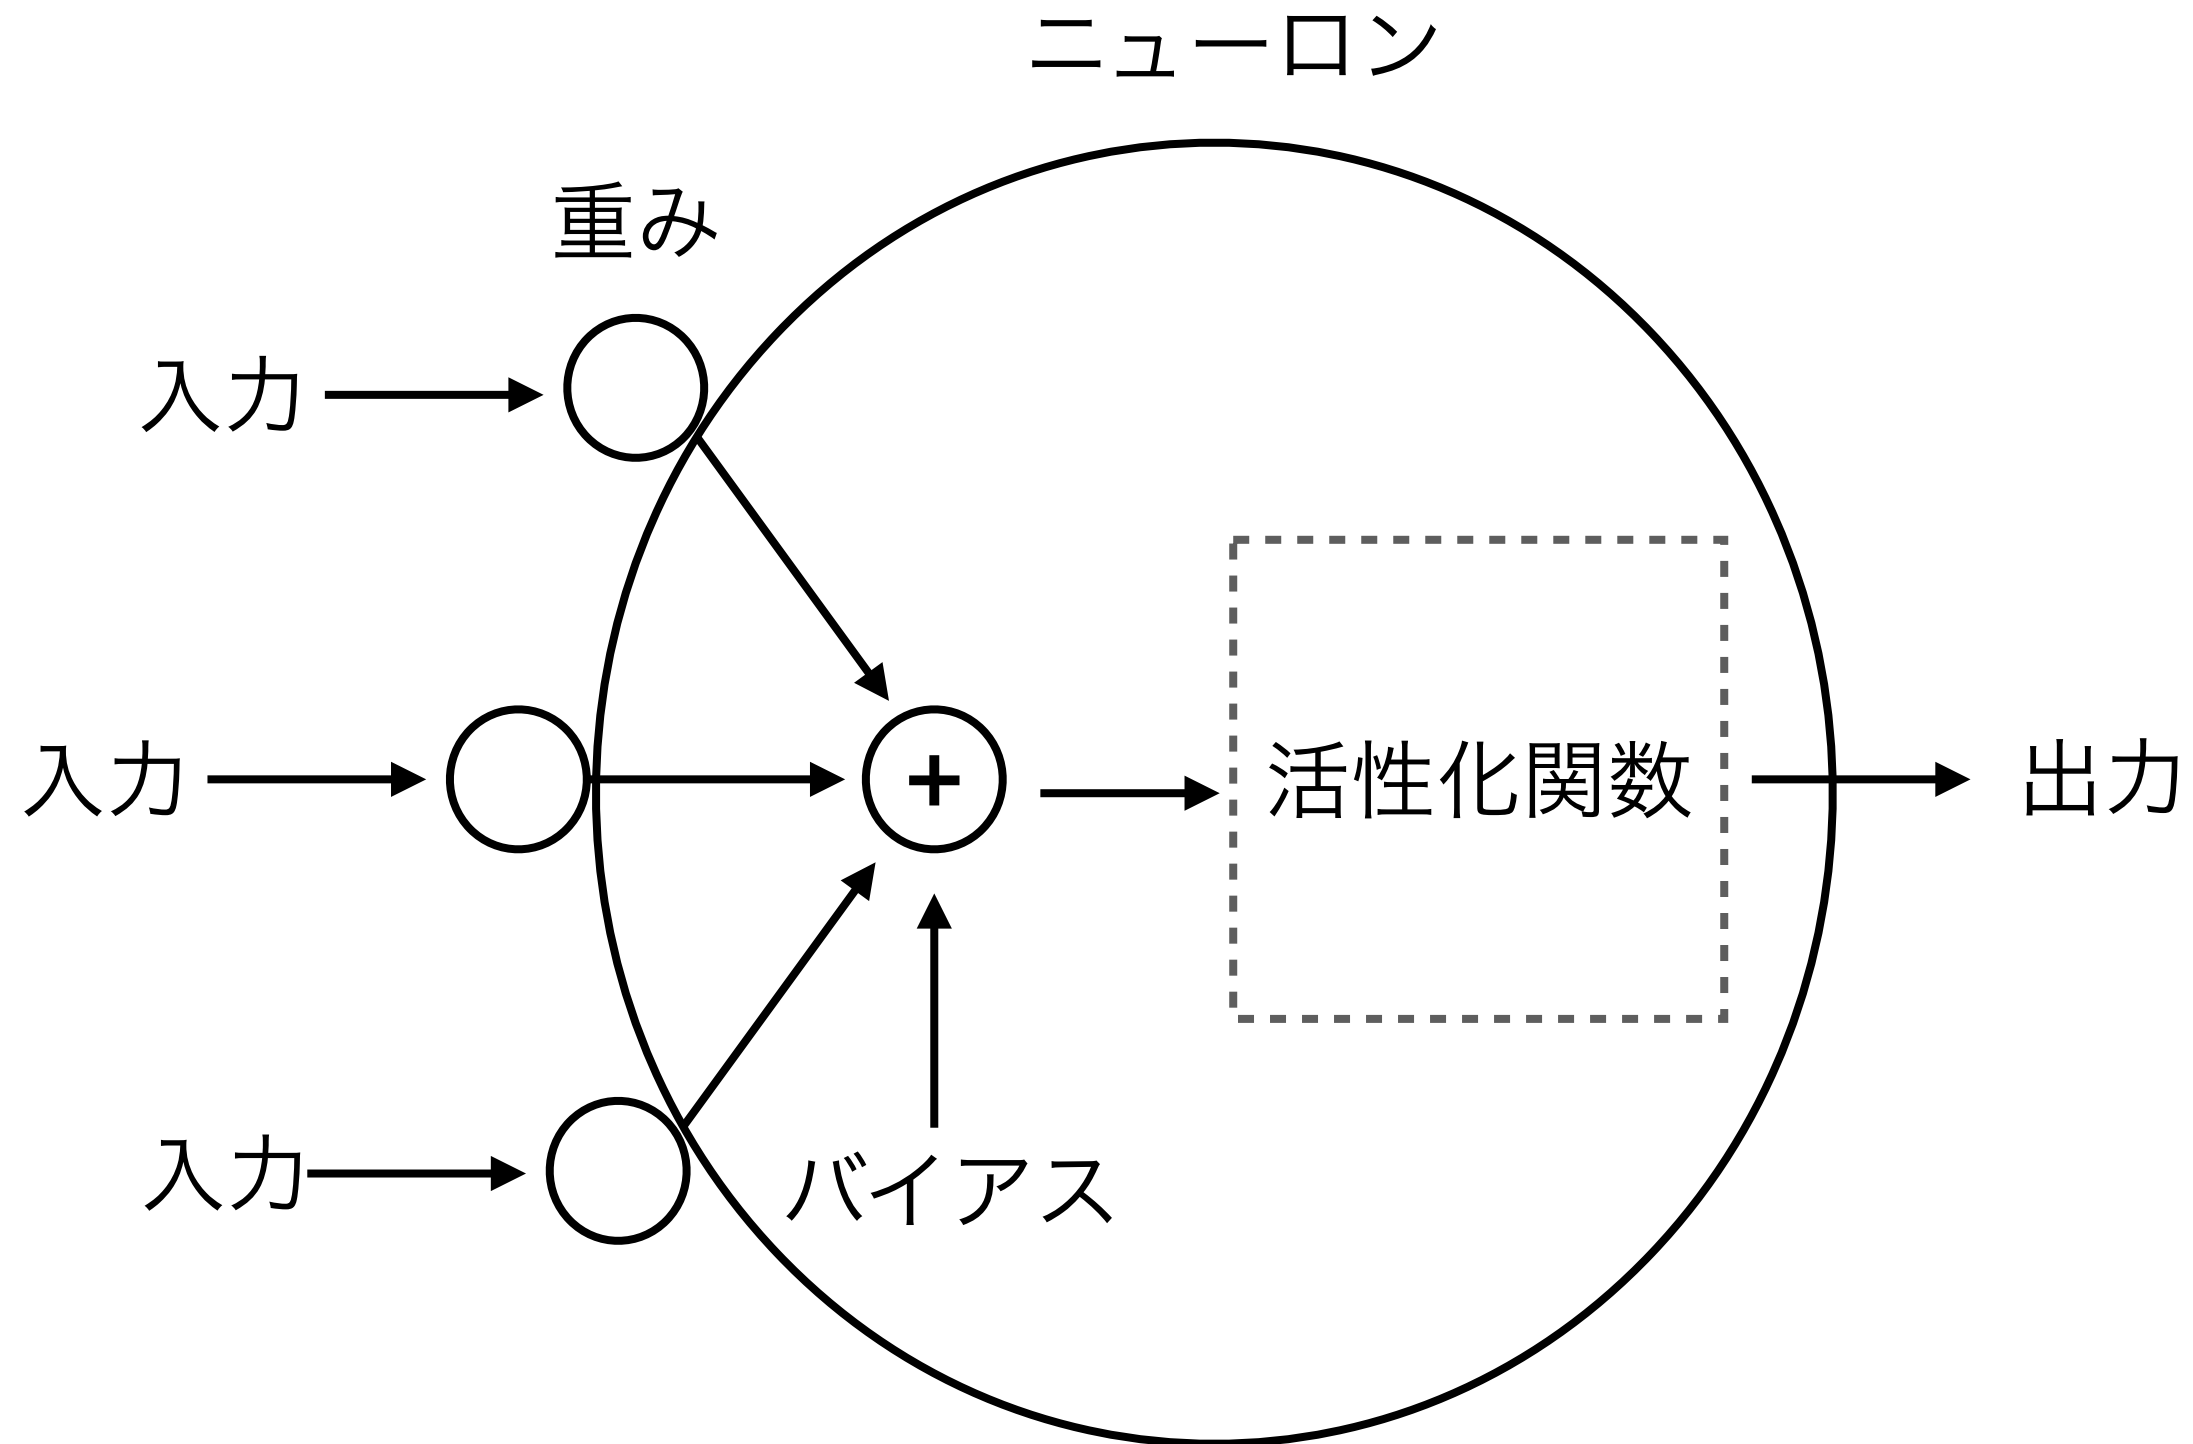 ニューロン
重み
入力
入力
+
活性化関数
出力
入力
バイアス